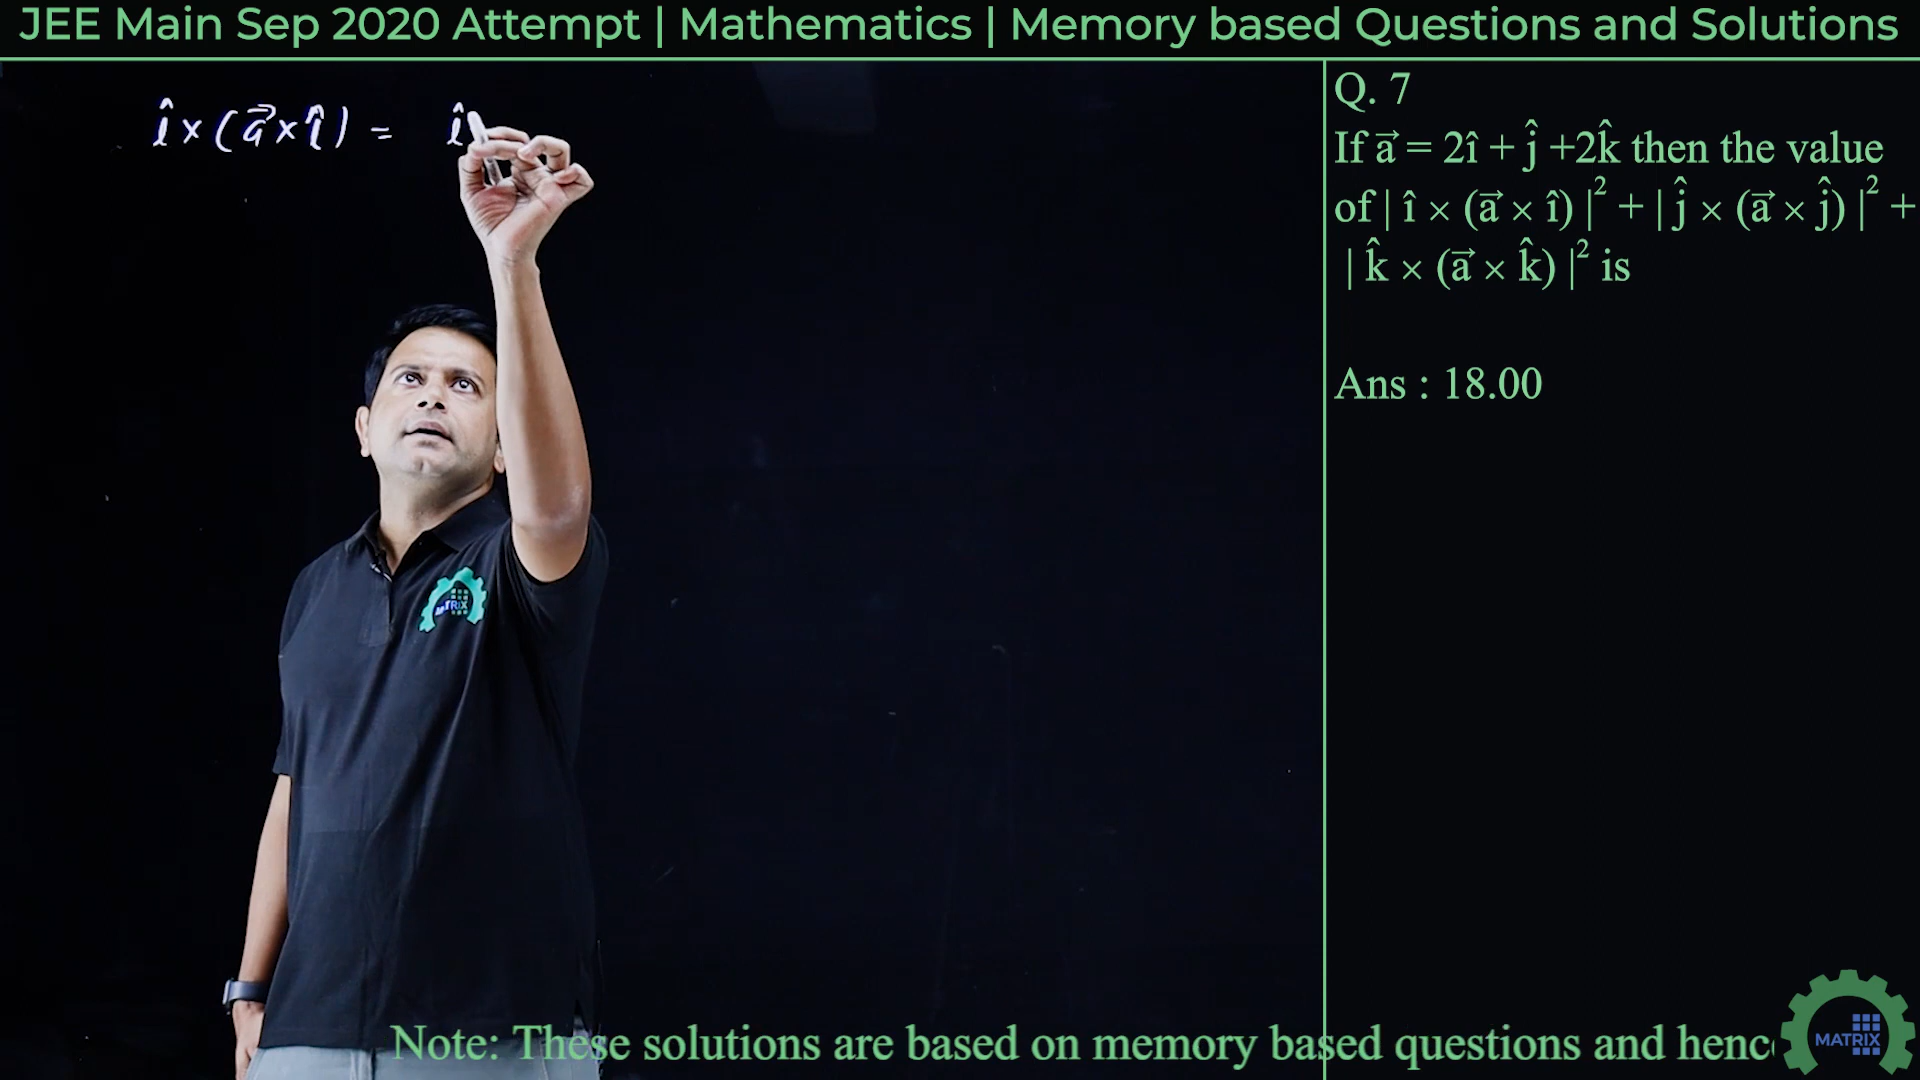 JEE Main Sep 2020 Attempt | Mathematics | Memory based Questions and Solutions
î × (a⃗ × î) = î
Q. 7
If a⃗ = 2î + ĵ +2k̂ then the value
of | î × (a⃗ × î) |² + | ĵ × (a⃗ × ĵ) |² +
| k̂ × (a⃗ × k̂) |² is
Ans : 18.00
MATRIX
Note: These solutions are based on memory based questions and henc
MATRIX